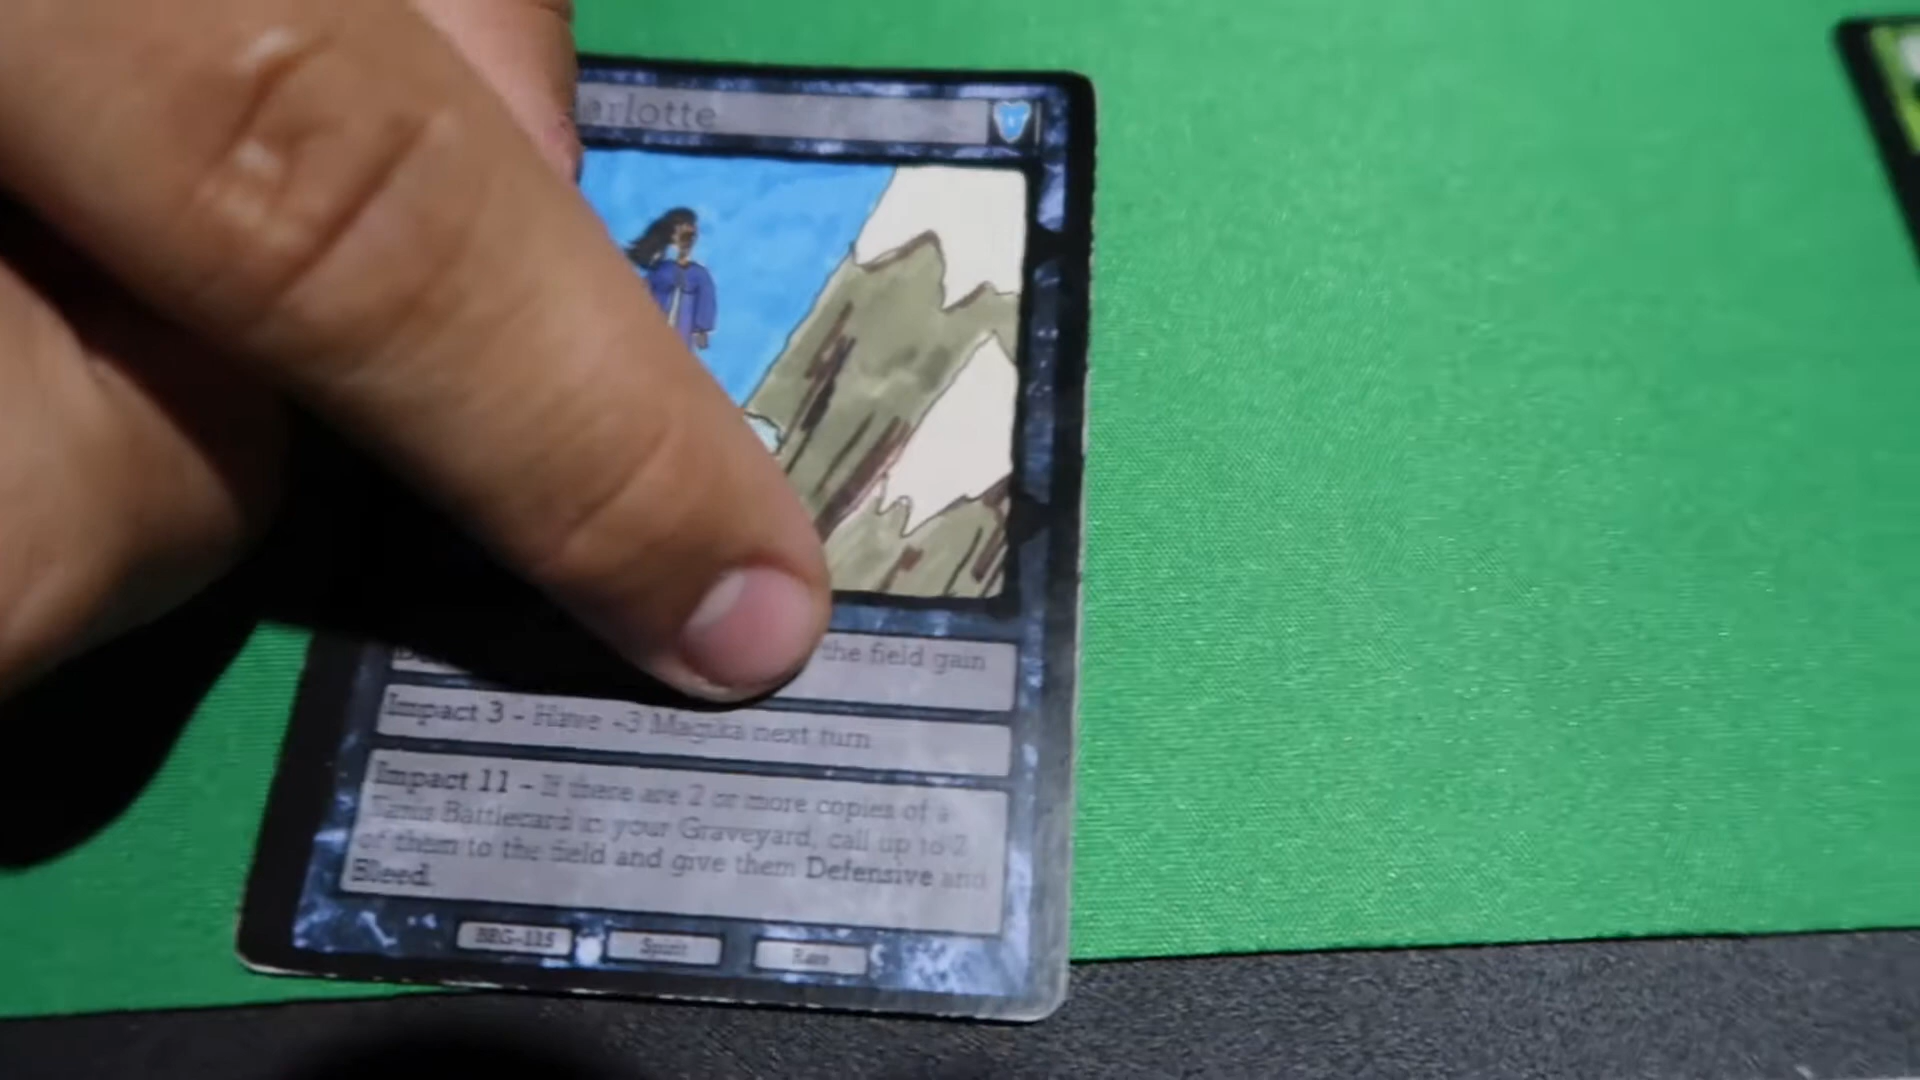 arlotte
the field gain
Impact 3 - Have -3 Magika next turn
Impact 11 - If there are 2 or more copies of a
Tanis Battlecard in your Graveyard, call up to 2
of them to the field and give them Defensive and
Bleed.
BRG-115 Spirit Rare